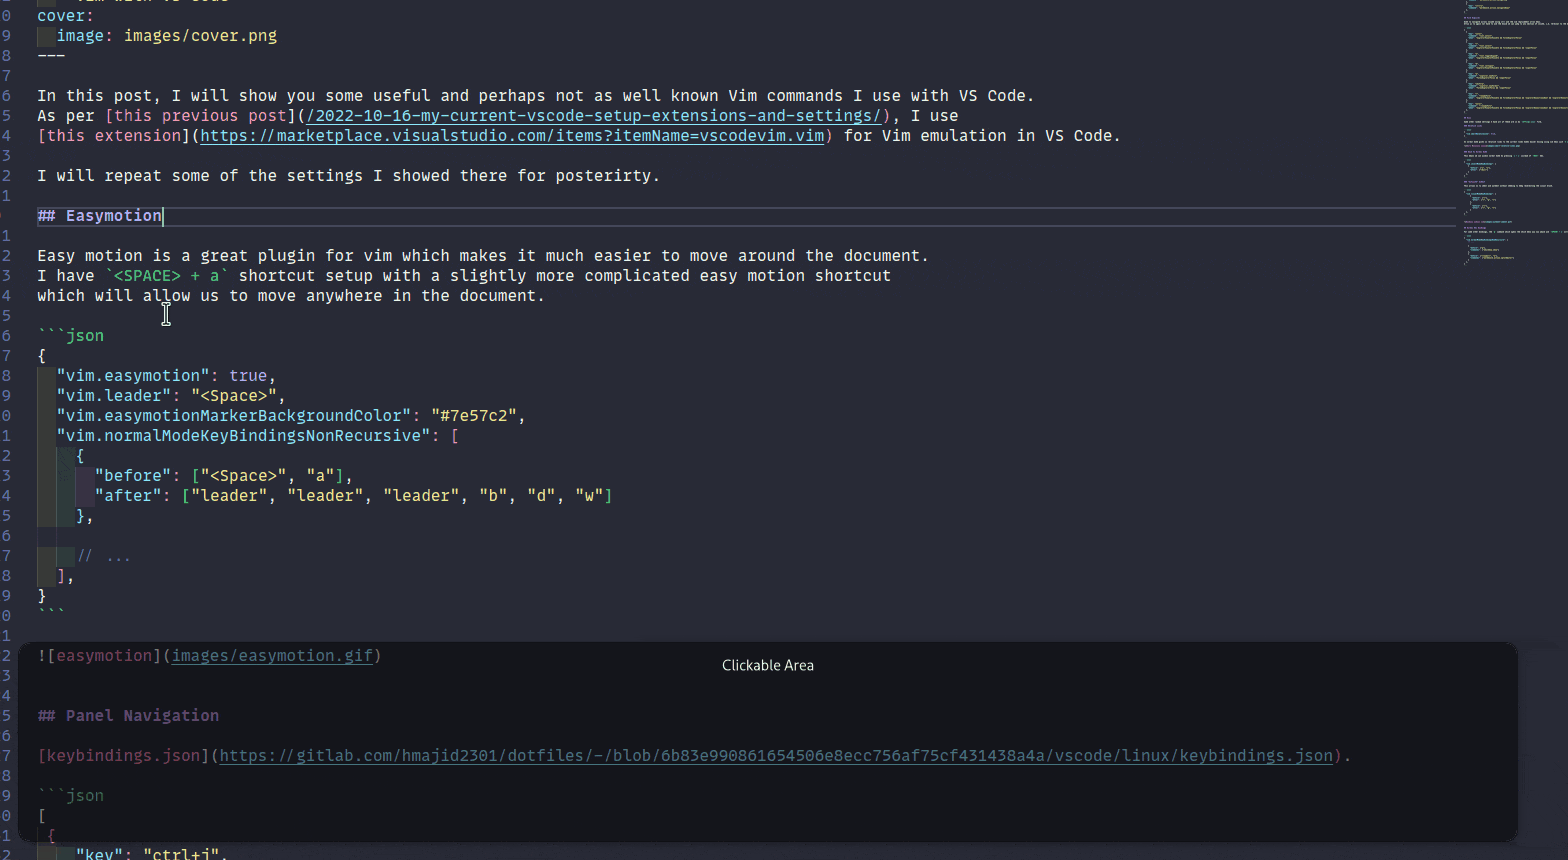 0 cover:
9 image: images/cover.png
8 ---
7
6 In this post, I will show you some useful and perhaps not as well known Vim commands I use with VS Code.
5 As per [this previous post](/2022-10-16-my-current-vscode-setup-extensions-and-settings/), I use
4 [this extension](https://marketplace.visualstudio.com/items?itemName=vscodevim.vim) for Vim emulation in VS Code.
3
2 I will repeat some of the settings I showed there for posterirty.
1
## Easymotion
1
2 Easy motion is a great plugin for vim which makes it much easier to move around the document.
3 I have `<SPACE> + a` shortcut setup with a slightly more complicated easy motion shortcut
4 which will allow us to move anywhere in the document.
5
6 ```json
7 {
8 "vim.easymotion": true,
9 "vim.leader": "<Space>",
0 "vim.easymotionMarkerBackgroundColor": "#7e57c2",
1 "vim.normalModeKeyBindingsNonRecursive": [
2 {
3 "before": ["<Space>", "a"],
4 "after": ["leader", "leader", "leader", "b", "d", "w"]
5 },
6
7 // ...
8 ],
9 }
0 ```
1
2 ![easymotion](images/easymotion.gif)
Clickable Area
3
4
5 ## Panel Navigation
6
7 [keybindings.json](https://gitlab.com/hmajid2301/dotfiles/-/blob/6b83e990861654506e8ecc756af75cf431438a4a/vscode/linux/keybindings.json).
8
9 ```json
0 [
1 {
2 "key": "ctrl+j",